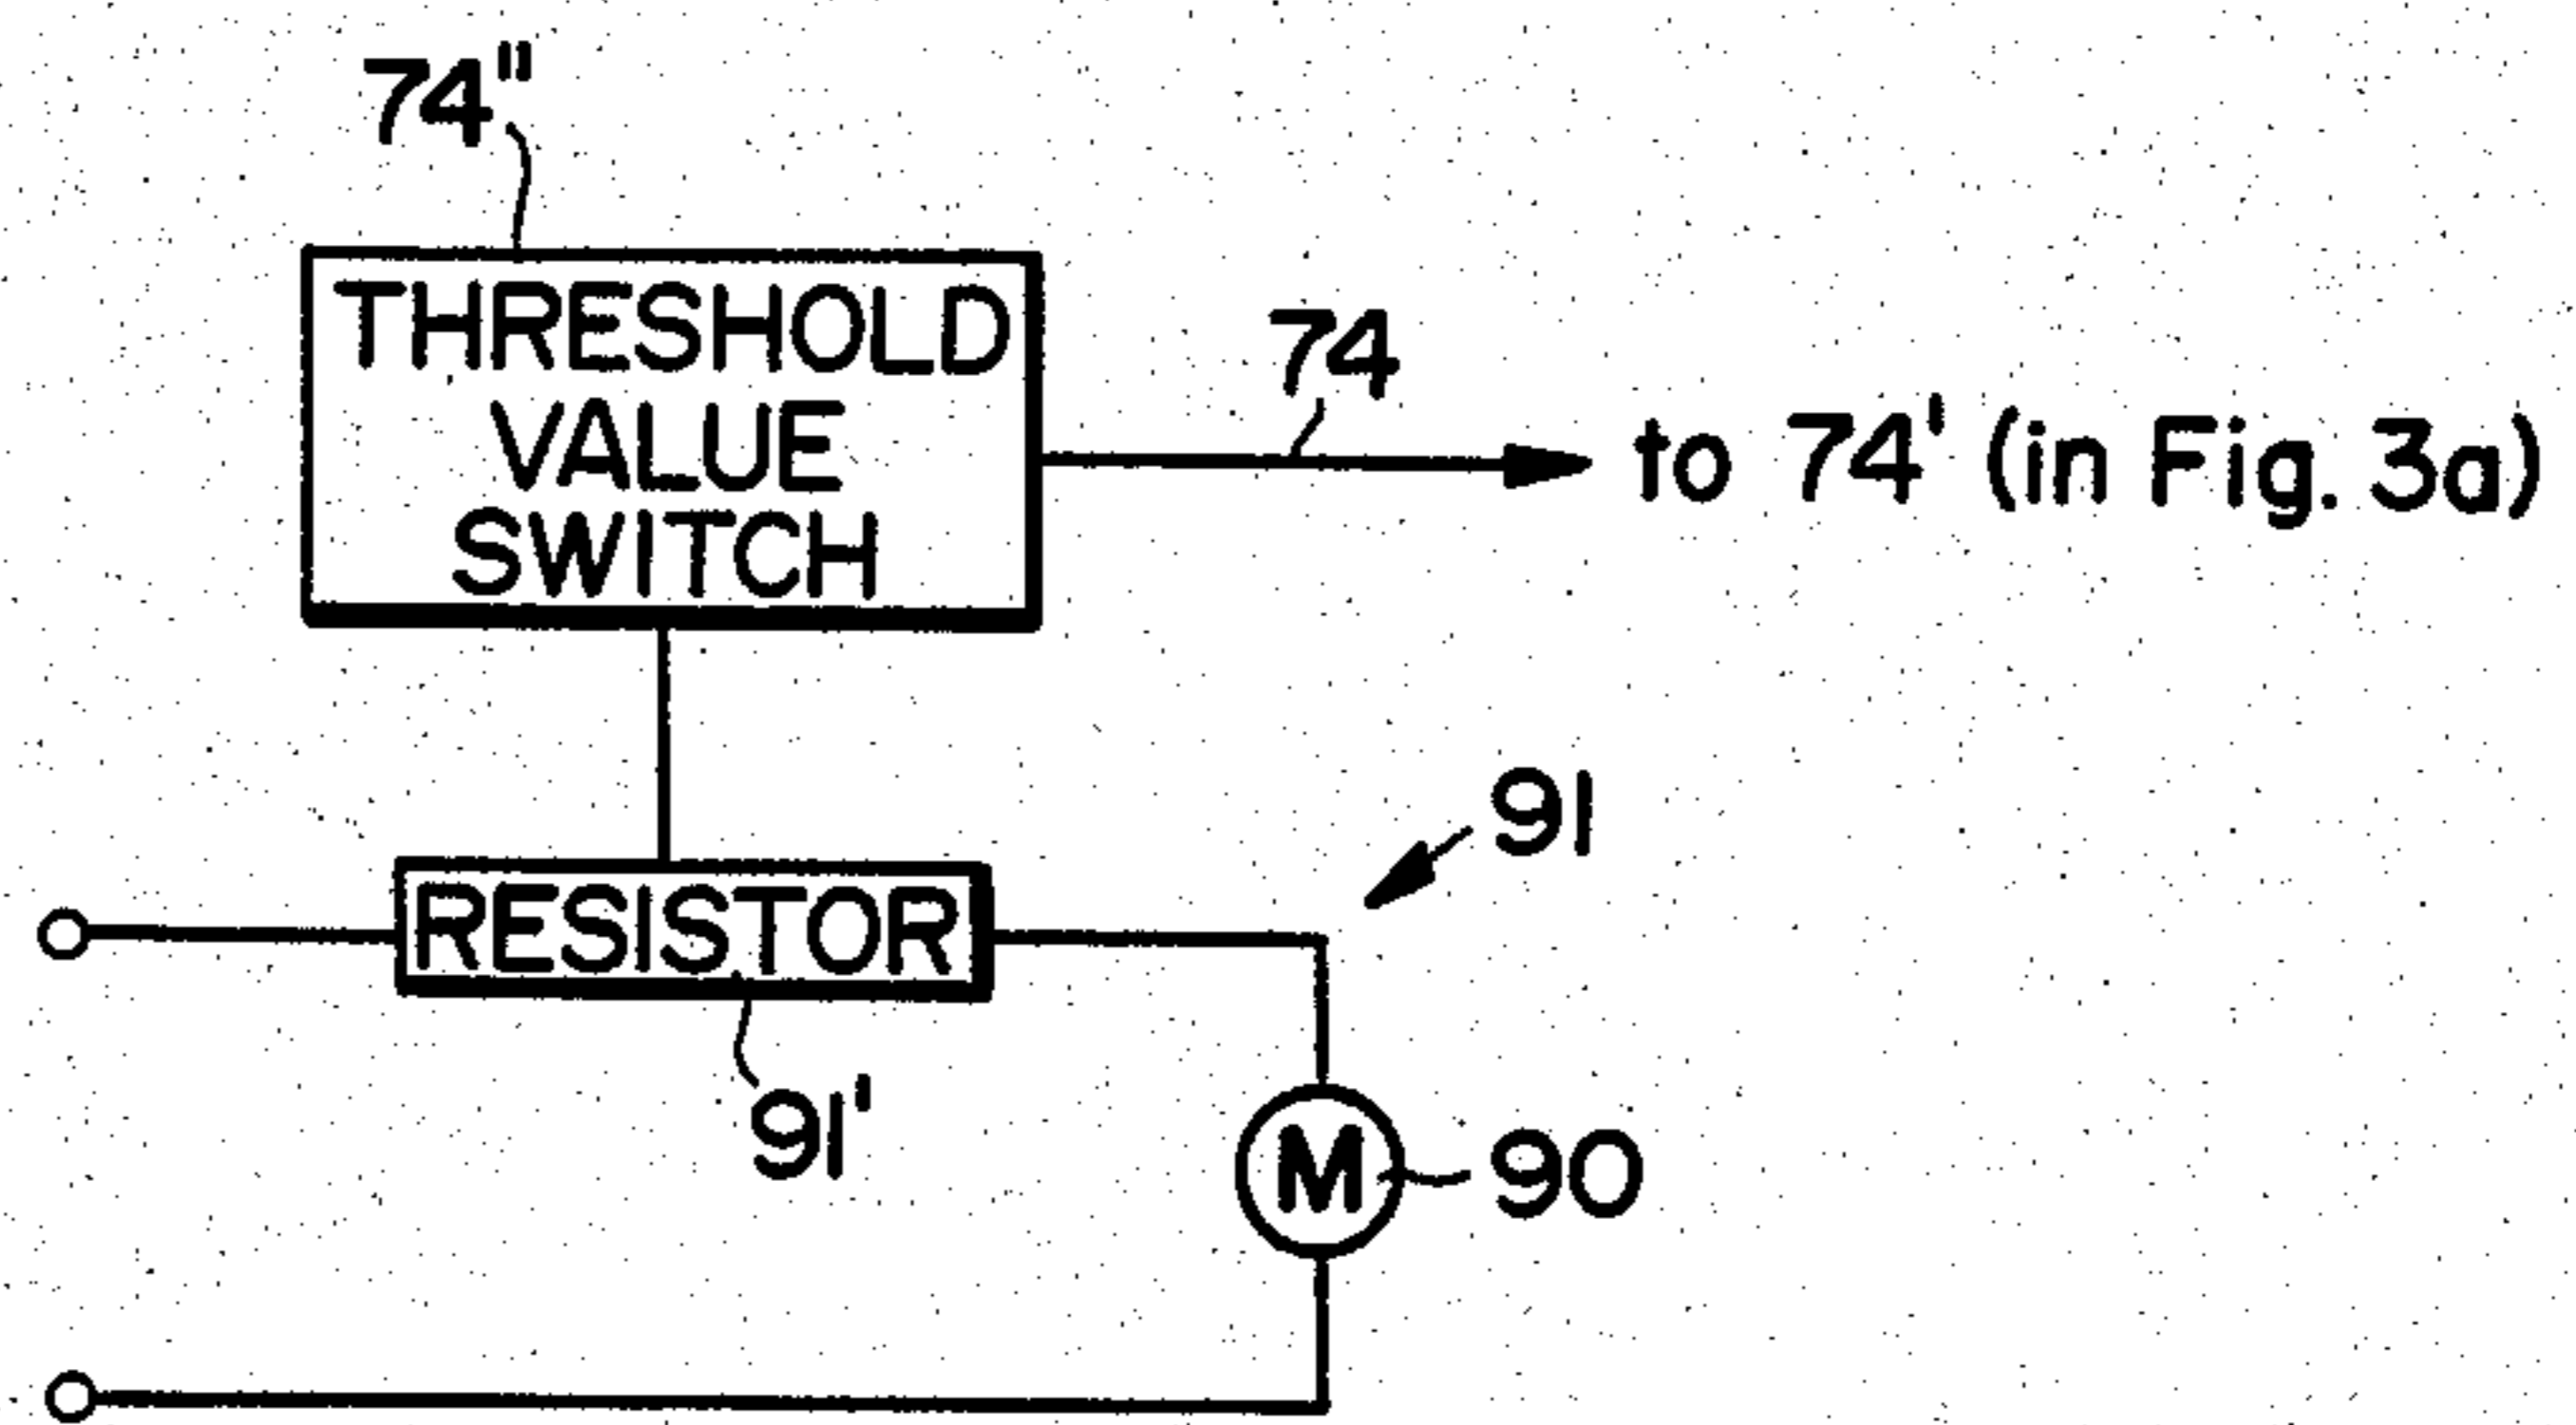 74"
THRESHOLD
VALUE
SWITCH
74
to 74' (in Fig. 3a)
91
RESISTOR
91'
M
90